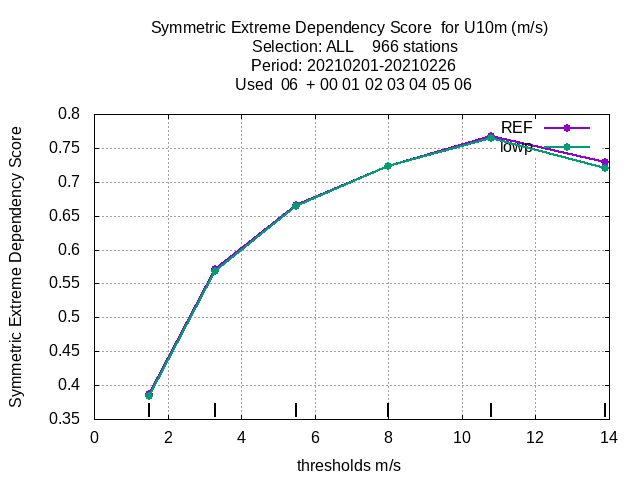 Symmetric Extreme Dependency Score  for U10m (m/s)
Selection: ALL    966 stations
Period: 20210201-20210226
Used  06  + 00 01 02 03 04 05 06
Symmetric Extreme Dependency Score
0.8
0.75
0.7
0.65
0.6
0.55
0.5
0.45
0.4
0.35
REF
lowp
0 2 4 6 8 10 12 14
thresholds m/s